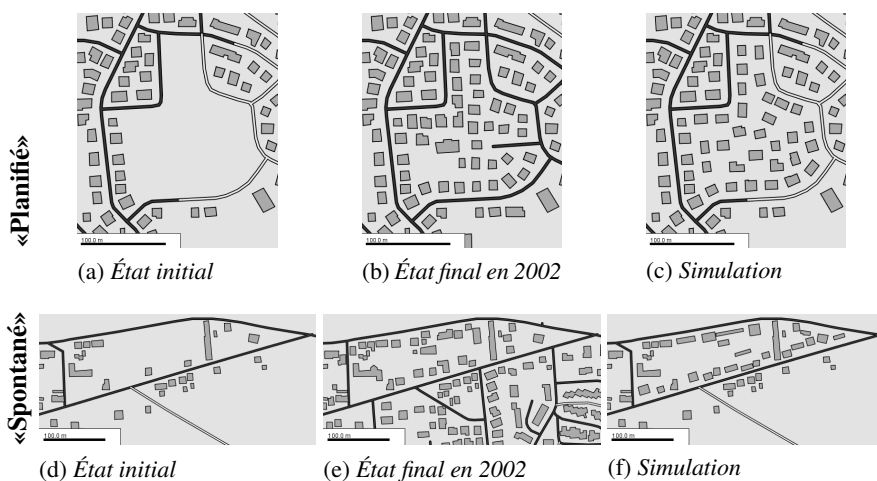 «Planifié»
100.0 m
100.0 m
100.0 m
(a) État initial
(b) État final en 2002
(c) Simulation
«Spontané»
100.0 m
100.0 m
100.0 m
(d) État initial
(e) État final en 2002
(f) Simulation